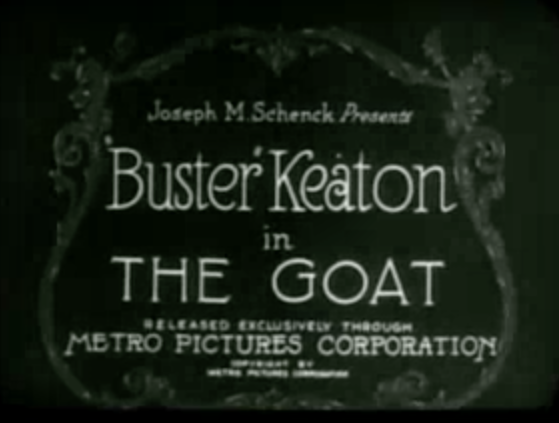 Joseph M. Schenck Presents
"Buster" Keaton
in
THE GOAT
RELEASED EXCLUSIVELY THROUGH
METRO PICTURES CORPORATION
COPYRIGHT BY
METRO PICTURES CORPORATION